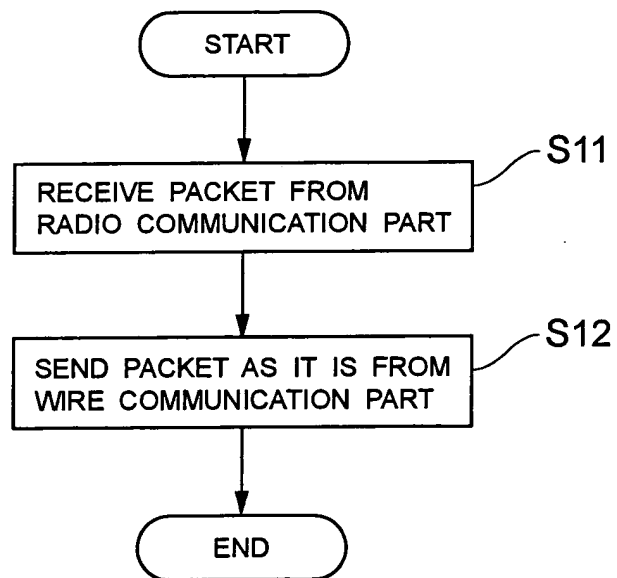 START
S11
RECEIVE PACKET FROM
RADIO COMMUNICATION PART
S12
SEND PACKET AS IT IS FROM
WIRE COMMUNICATION PART
END